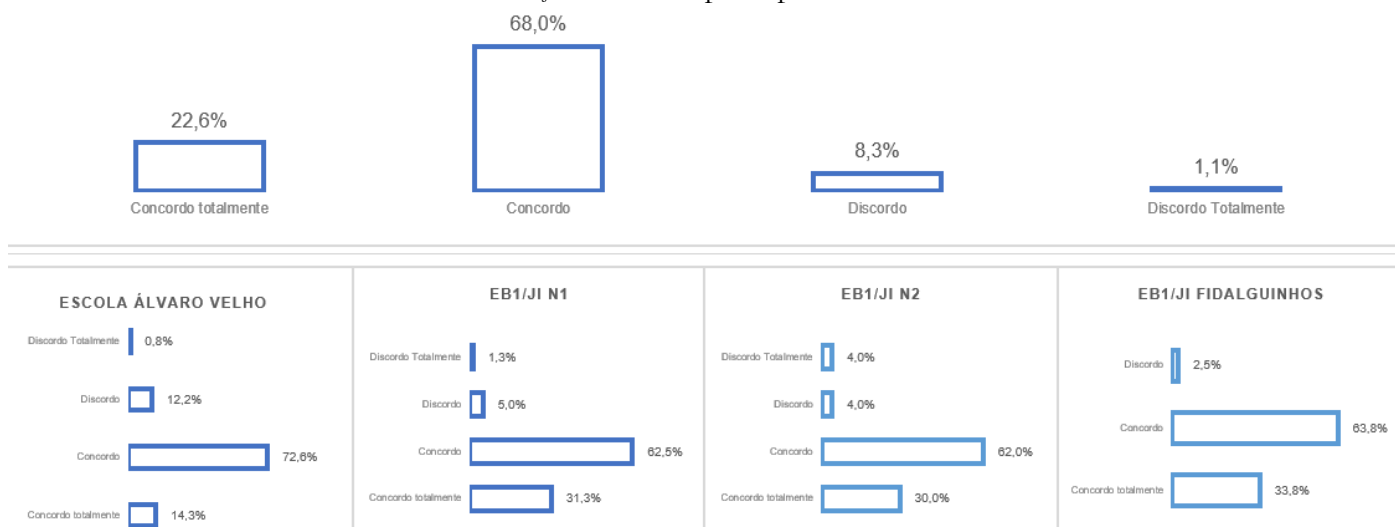 68,0%
22,6%
8,3%
1,1%
Concordo totalmente
Concordo
Discordo
Discordo Totalmente
ESCOLA ÁLVARO VELHO
Discordo Totalmente 0,8%
Discordo 12,2%
Concordo 72,6%
Concordo totalmente 14,3%
EB1/JI N1
Discordo Totalmente 1,3%
Discordo 5,0%
Concordo 62,5%
Concordo totalmente 31,3%
EB1/JI N2
Discordo Totalmente 4,0%
Discordo 4,0%
Concordo 62,0%
Concordo totalmente 30,0%
EB1/JI FIDALGUINHOS
Discordo 2,5%
Concordo 63,8%
Concordo totalmente 33,8%